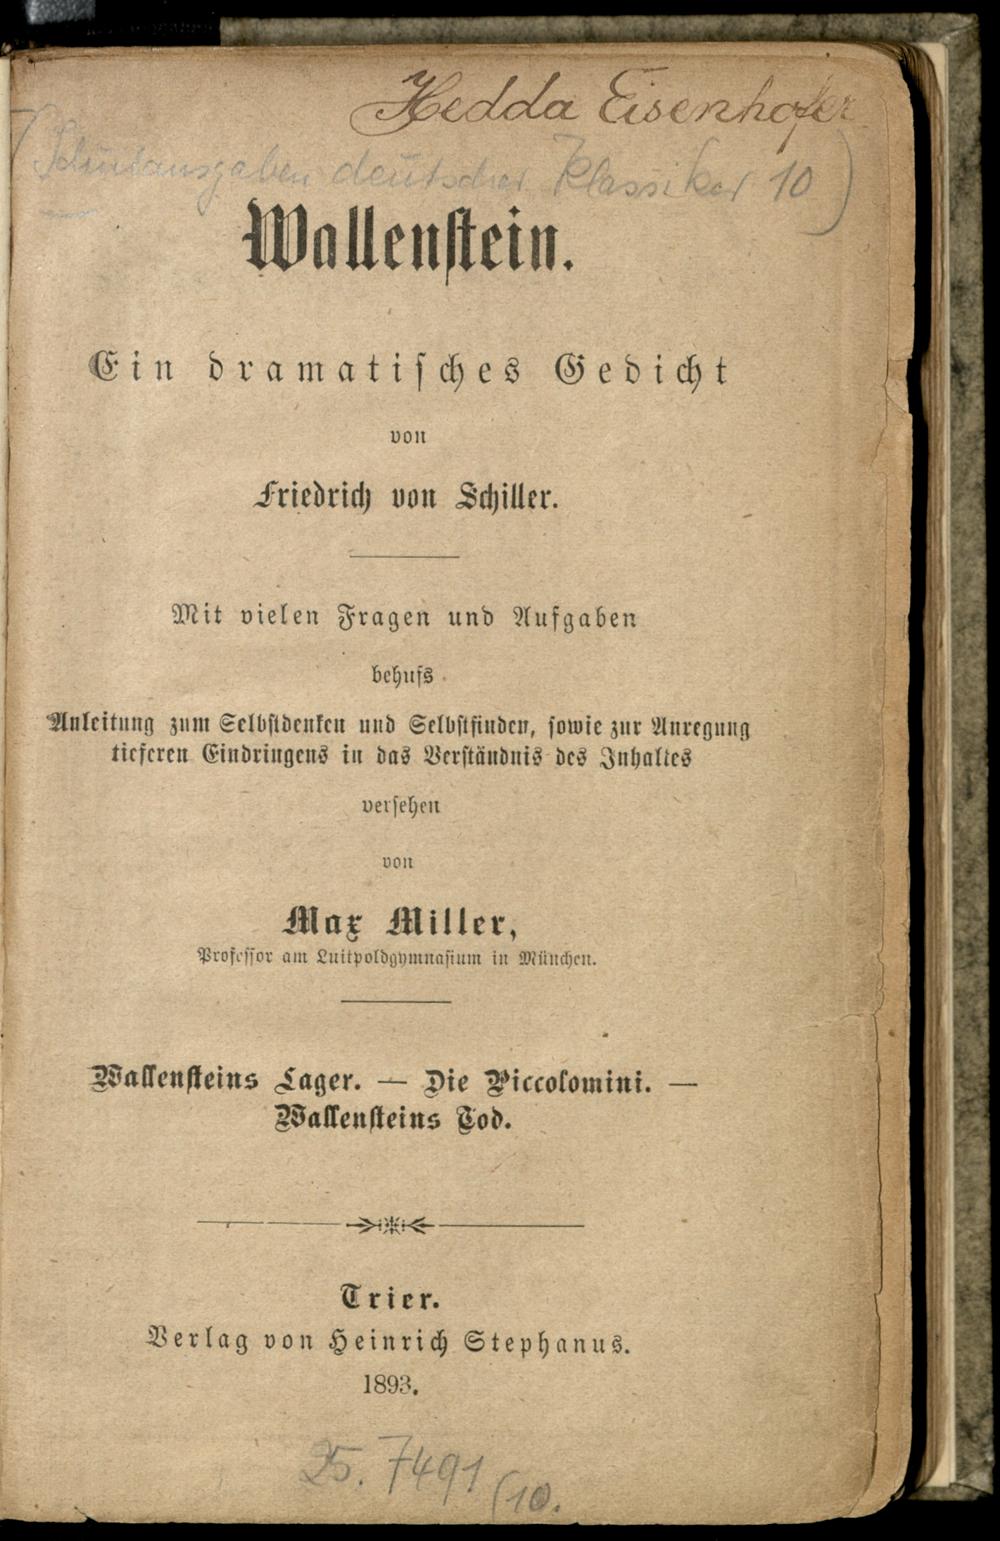 Hedda Eisenhofer
(Schulausgaben deutscher Klassiker 10)
Wallenstein.
Ein dramatisches Gedicht
von
Friedrich von Schiller.
Mit vielen Fragen und Aufgaben
behufs
Anleitung zum Selbstdenken und Selbstfinden, sowie zur Anregung
tieferen Eindringens in das Verständnis des Inhaltes
versehen
von
Max Miller,
Professor am Luitpoldgymnasium in München.
Wallensteins Lager. — Die Piccolomini. —
Wallensteins Tod.
Trier.
Verlag von Heinrich Stephanus.
1893.
25. 7491 (10.